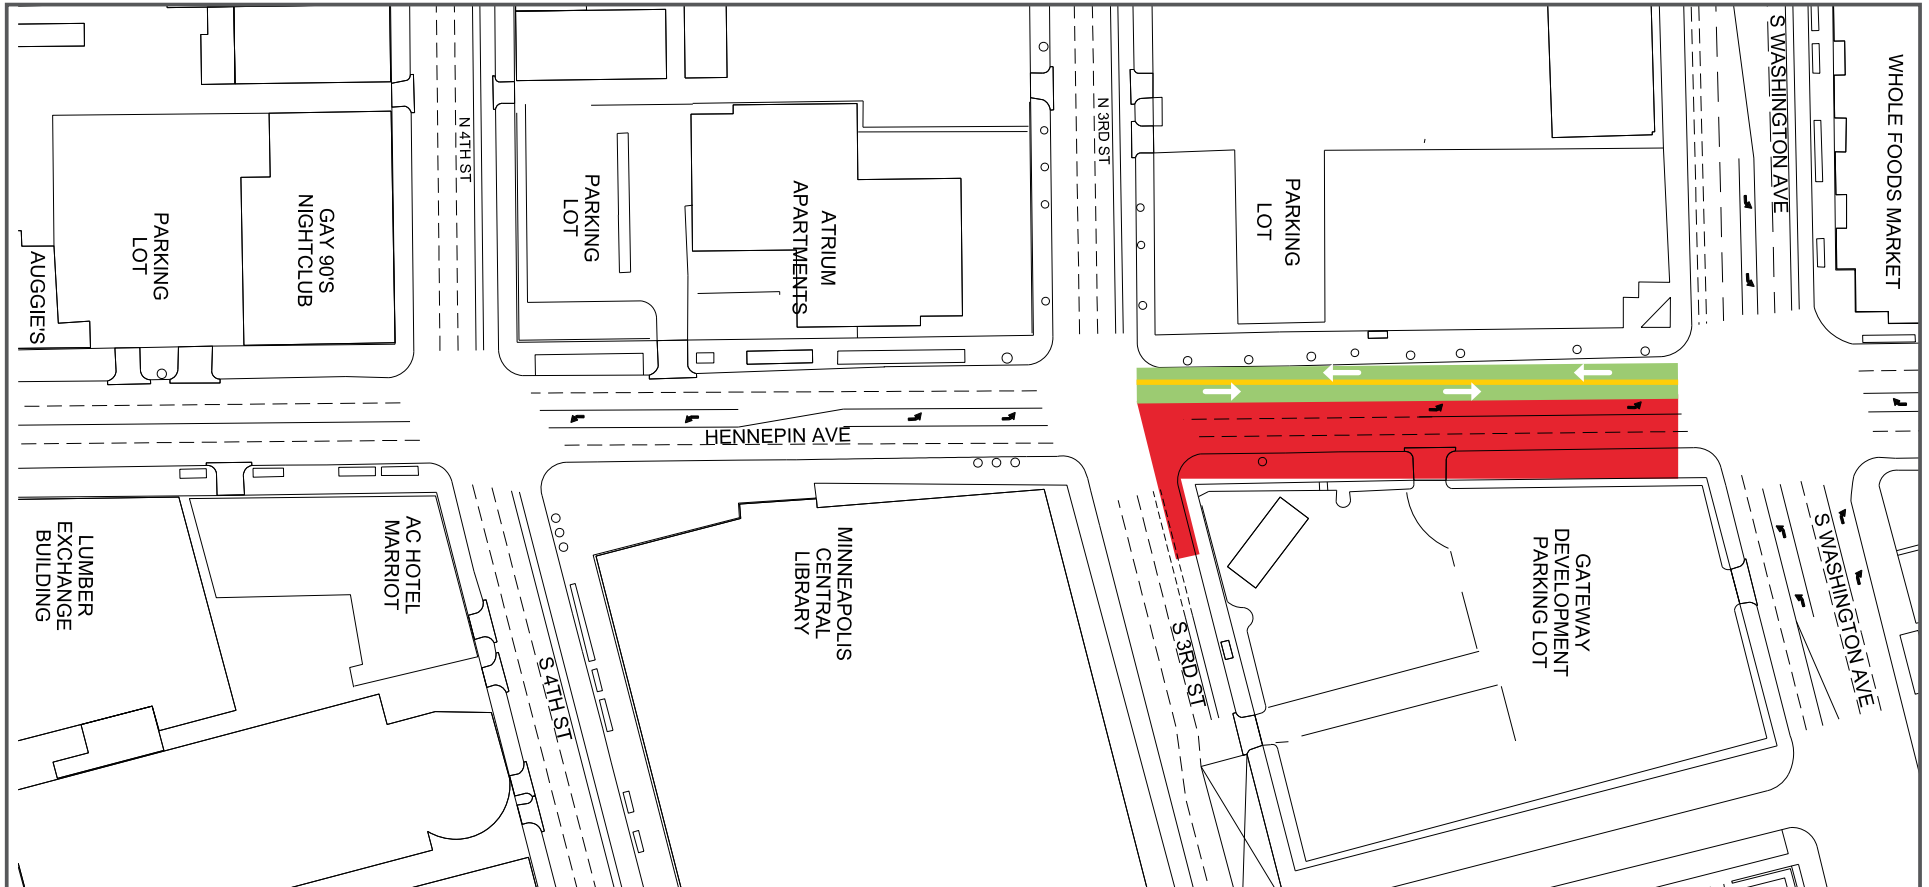 S WASHINGTON AVE
WHOLE FOODS MARKET
N 4TH ST
N 3RD ST
PARKING
LOT
GAY 90'S
NIGHTCLUB
AUGGIE'S
PARKING
LOT
ATRIUM
APARTMENTS
PARKING
LOT
HENNEPIN AVE
LUMBER
EXCHANGE
BUILDING
AC HOTEL
MARRIOT
S 4TH ST
MINNEAPOLIS
CENTRAL
LIBRARY
S 3RD ST
GATEWAY
DEVELOPMENT
PARKING LOT
S WASHINGTON AVE